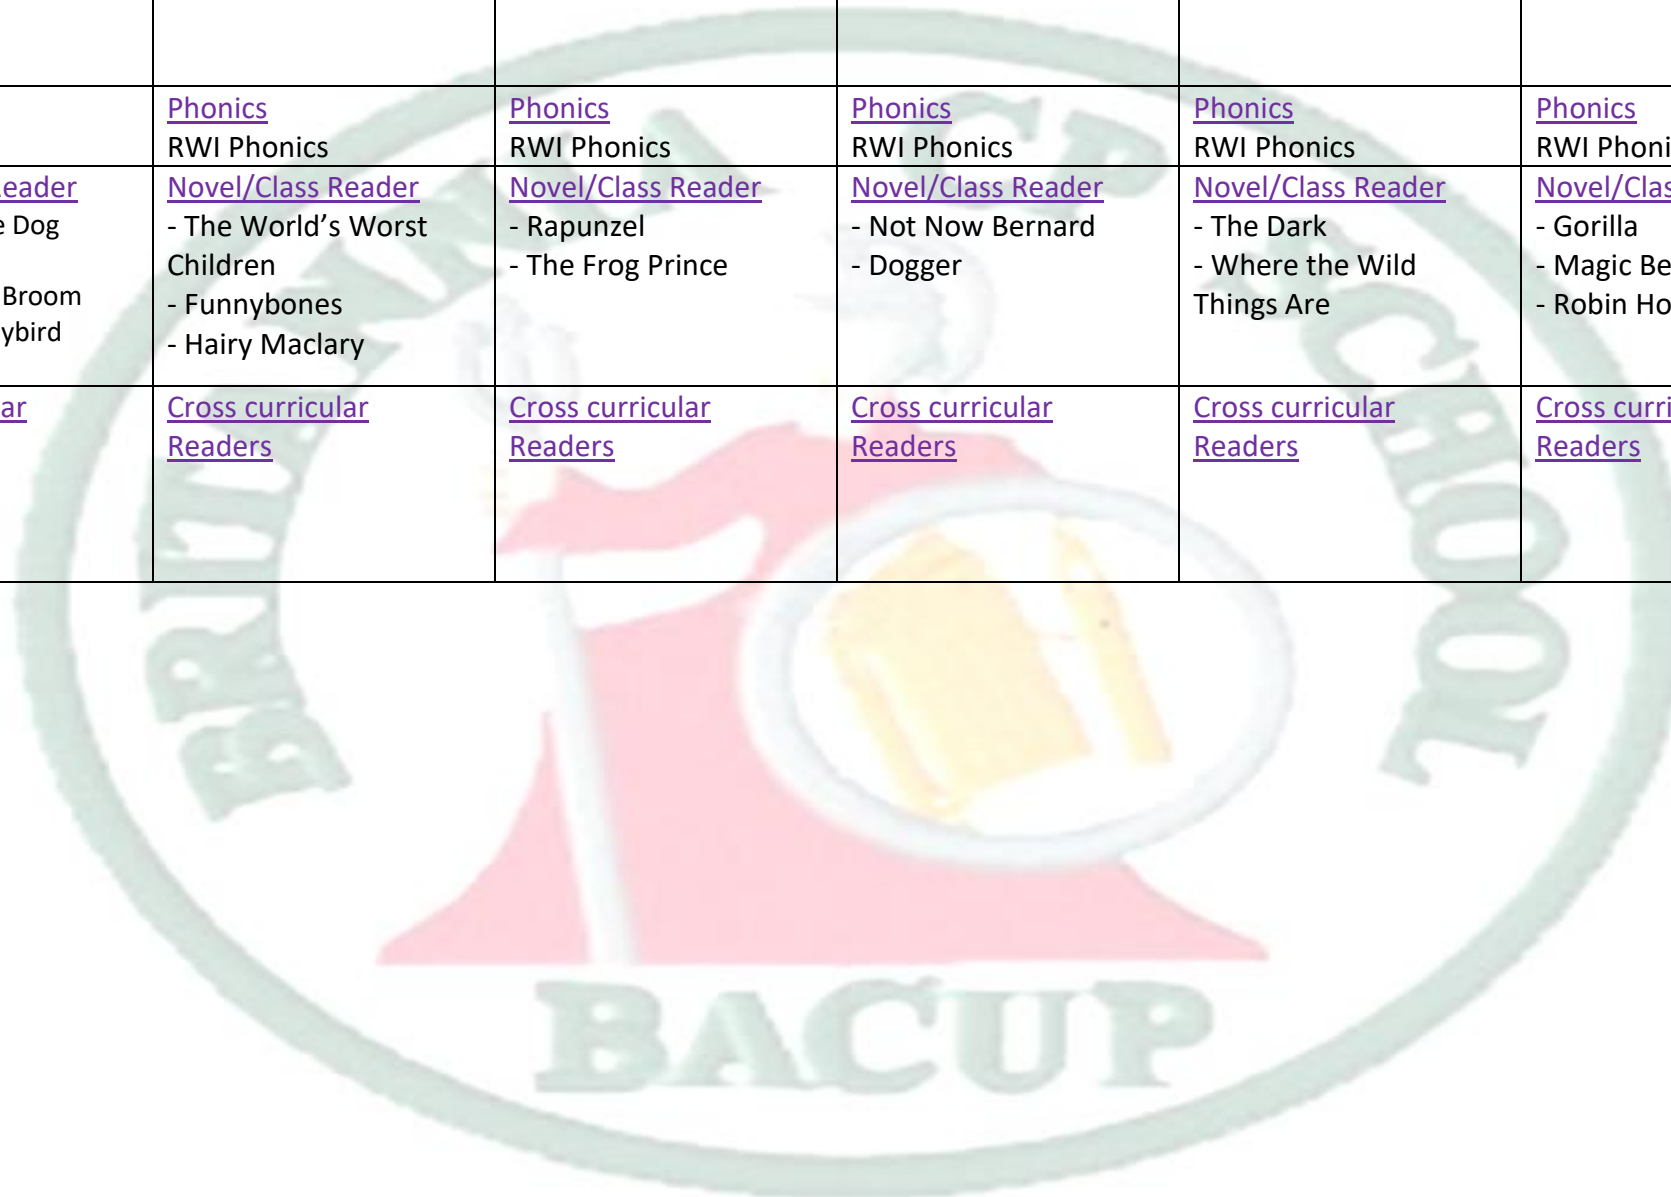 Phonics
RWI Phonics
Phonics
RWI Phonics
Phonics
RWI Phonics
Phonics
RWI Phonics
Phonics
RWI Phoni
eader
e Dog
Broom
ybird
Novel/Class Reader
- The World’s Worst
Children
- Funnybones
- Hairy Maclary
Novel/Class Reader
- Rapunzel
- The Frog Prince
Novel/Class Reader
- Not Now Bernard
- Dogger
Novel/Class Reader
- The Dark
- Where the Wild
Things Are
Novel/Clas
- Gorilla
- Magic Be
- Robin Ho
ar
Cross curricular
Readers
Cross curricular
Readers
Cross curricular
Readers
Cross curricular
Readers
Cross curri
Readers
BRITANNIA CP SCHOOL
BACUP